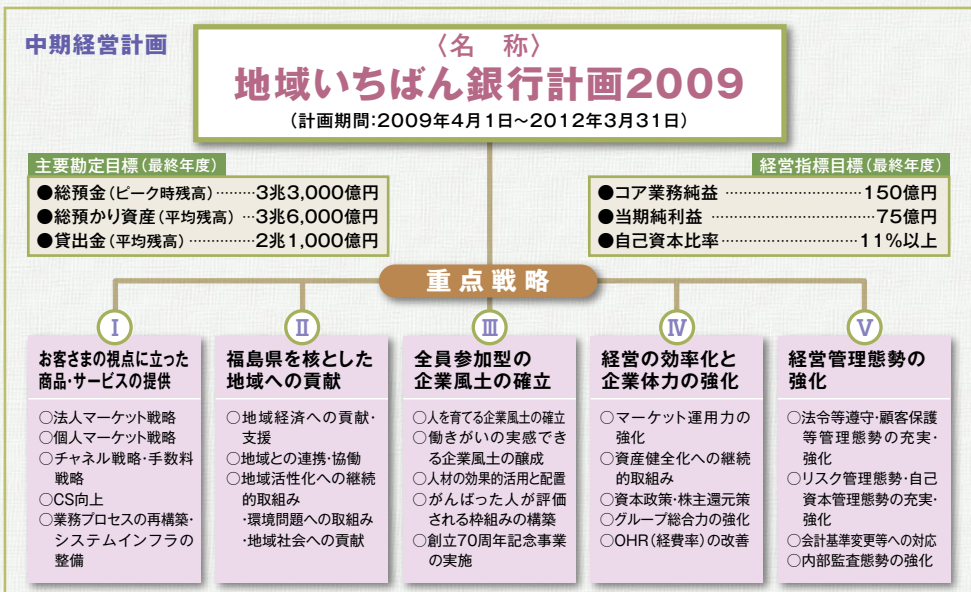 中期経営計画
〈名 称〉
地域いちばん銀行計画2009
(計画期間:2009年4月1日~2012年3月31日)
主要勘定目標(最終年度)
●総預金(ピーク時残高)………3兆3,000億円
●総預かり資産(平均残高)…3兆6,000億円
●貸出金(平均残高)……………2兆1,000億円
経営指標目標(最終年度)
●コア業務純益……………………150億円
●当期純利益………………………75億円
●自己資本比率……………………11%以上
重点戦略
Ⅰ
お客さまの視点に立った
商品・サービスの提供
○法人マーケット戦略
○個人マーケット戦略
○チャネル戦略・手数料
戦略
○CS向上
○業務プロセスの再構築・
システムインフラの
整備
Ⅱ
福島県を核とした
地域への貢献
○地域経済への貢献・
支援
○地域との連携・協働
○地域活性化への継続
的取組み
・環境問題への取組み
・地域社会への貢献
Ⅲ
全員参加型の
企業風土の確立
○人を育てる企業風土の確立
○働きがいの実感でき
る企業風土の醸成
○人材の効果的活用と配置
○がんばった人が評価
される枠組みの構築
○創立70周年記念事業
の実施
Ⅳ
経営の効率化と
企業体力の強化
○マーケット運用力の
強化
○資産健全化への継続
的取組み
○資本政策・株主還元策
○グループ総合力の強化
○OHR(経費率)の改善
Ⅴ
経営管理態勢の
強化
○法令等遵守・顧客保護
等管理態勢の充実・
強化
○リスク管理態勢・自己
資本管理態勢の充実・
強化
○会計基準変更等への対応
○内部監査態勢の強化